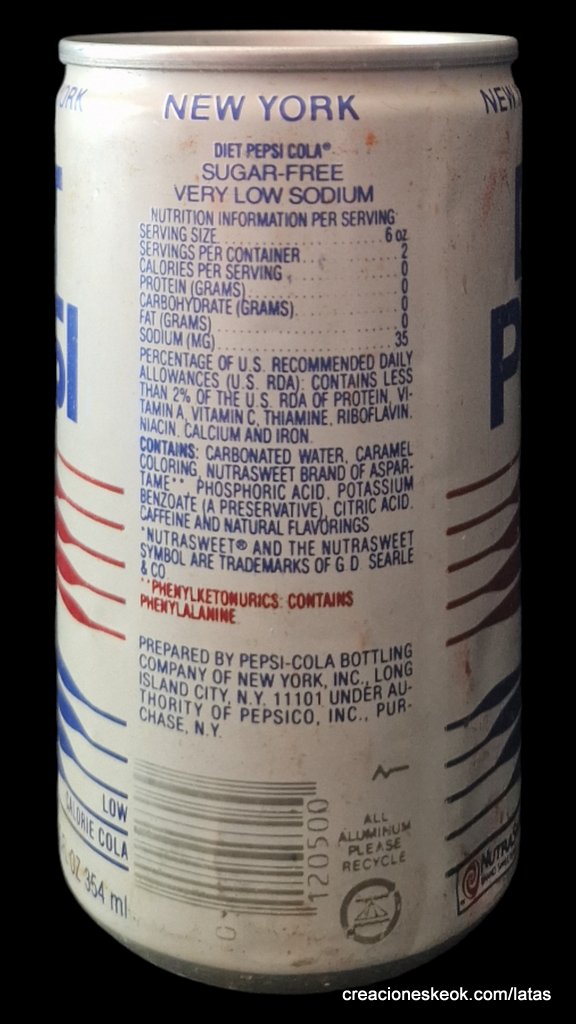 ORK
NEW YORK
NEW
DIET PEPSI COLA®
SUGAR-FREE
VERY LOW SODIUM
NUTRITION INFORMATION PER SERVING
SERVING SIZE 6 oz
SERVINGS PER CONTAINER 2
CALORIES PER SERVING 0
PROTEIN (GRAMS) 0
CARBOHYDRATE (GRAMS) 0
FAT (GRAMS) 0
SODIUM (MG) 35
PERCENTAGE OF U.S. RECOMMENDED DAILY
ALLOWANCES (U.S. RDA): CONTAINS LESS
THAN 2% OF THE U.S. RDA OF PROTEIN, VI-
TAMIN A, VITAMIN C, THIAMINE, RIBOFLAVIN,
NIACIN, CALCIUM AND IRON.
CONTAINS: CARBONATED WATER, CARAMEL
COLORING, NUTRASWEET BRAND OF ASPAR-
TAME** PHOSPHORIC ACID, POTASSIUM
BENZOATE (A PRESERVATIVE), CITRIC ACID,
CAFFEINE AND NATURAL FLAVORINGS
*NUTRASWEET® AND THE NUTRASWEET
SYMBOL ARE TRADEMARKS OF G.D. SEARLE
& CO
**PHENYLKETONURICS: CONTAINS
PHENYLALANINE
PREPARED BY PEPSI-COLA BOTTLING
COMPANY OF NEW YORK, INC., LONG
ISLAND CITY, N.Y. 11101 UNDER AU-
THORITY OF PEPSICO, INC., PUR-
CHASE, N.Y.
SI
P
LOW
CALORIE COLA
OZ 354 ml
120500
0
ALL
ALUMINUM
PLEASE
RECYCLE
creacioneskeok.com/latas